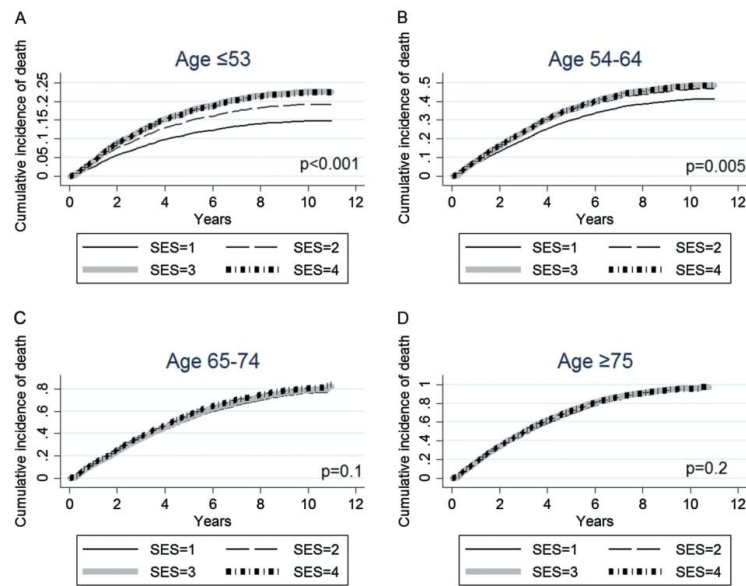 A
Age ≤53
Cumulative incidence of death
0 .05 .1 .15 .2 .25
p<0.001
0 2 4 6 8 10 12
Years
SES=1 SES=2
SES=3 SES=4
B
Age 54-64
Cumulative incidence of death
0 .1 .2 .3 .4 .5
p=0.005
0 2 4 6 8 10 12
Years
SES=1 SES=2
SES=3 SES=4
C
Age 65-74
Cumulative incidence of death
0 .2 .4 .6 .8
p=0.1
0 2 4 6 8 10 12
Years
SES=1 SES=2
SES=3 SES=4
D
Age ≥75
Cumulative incidence of death
0 .2 .4 .6 .8 1
p=0.2
0 2 4 6 8 10 12
Years
SES=1 SES=2
SES=3 SES=4